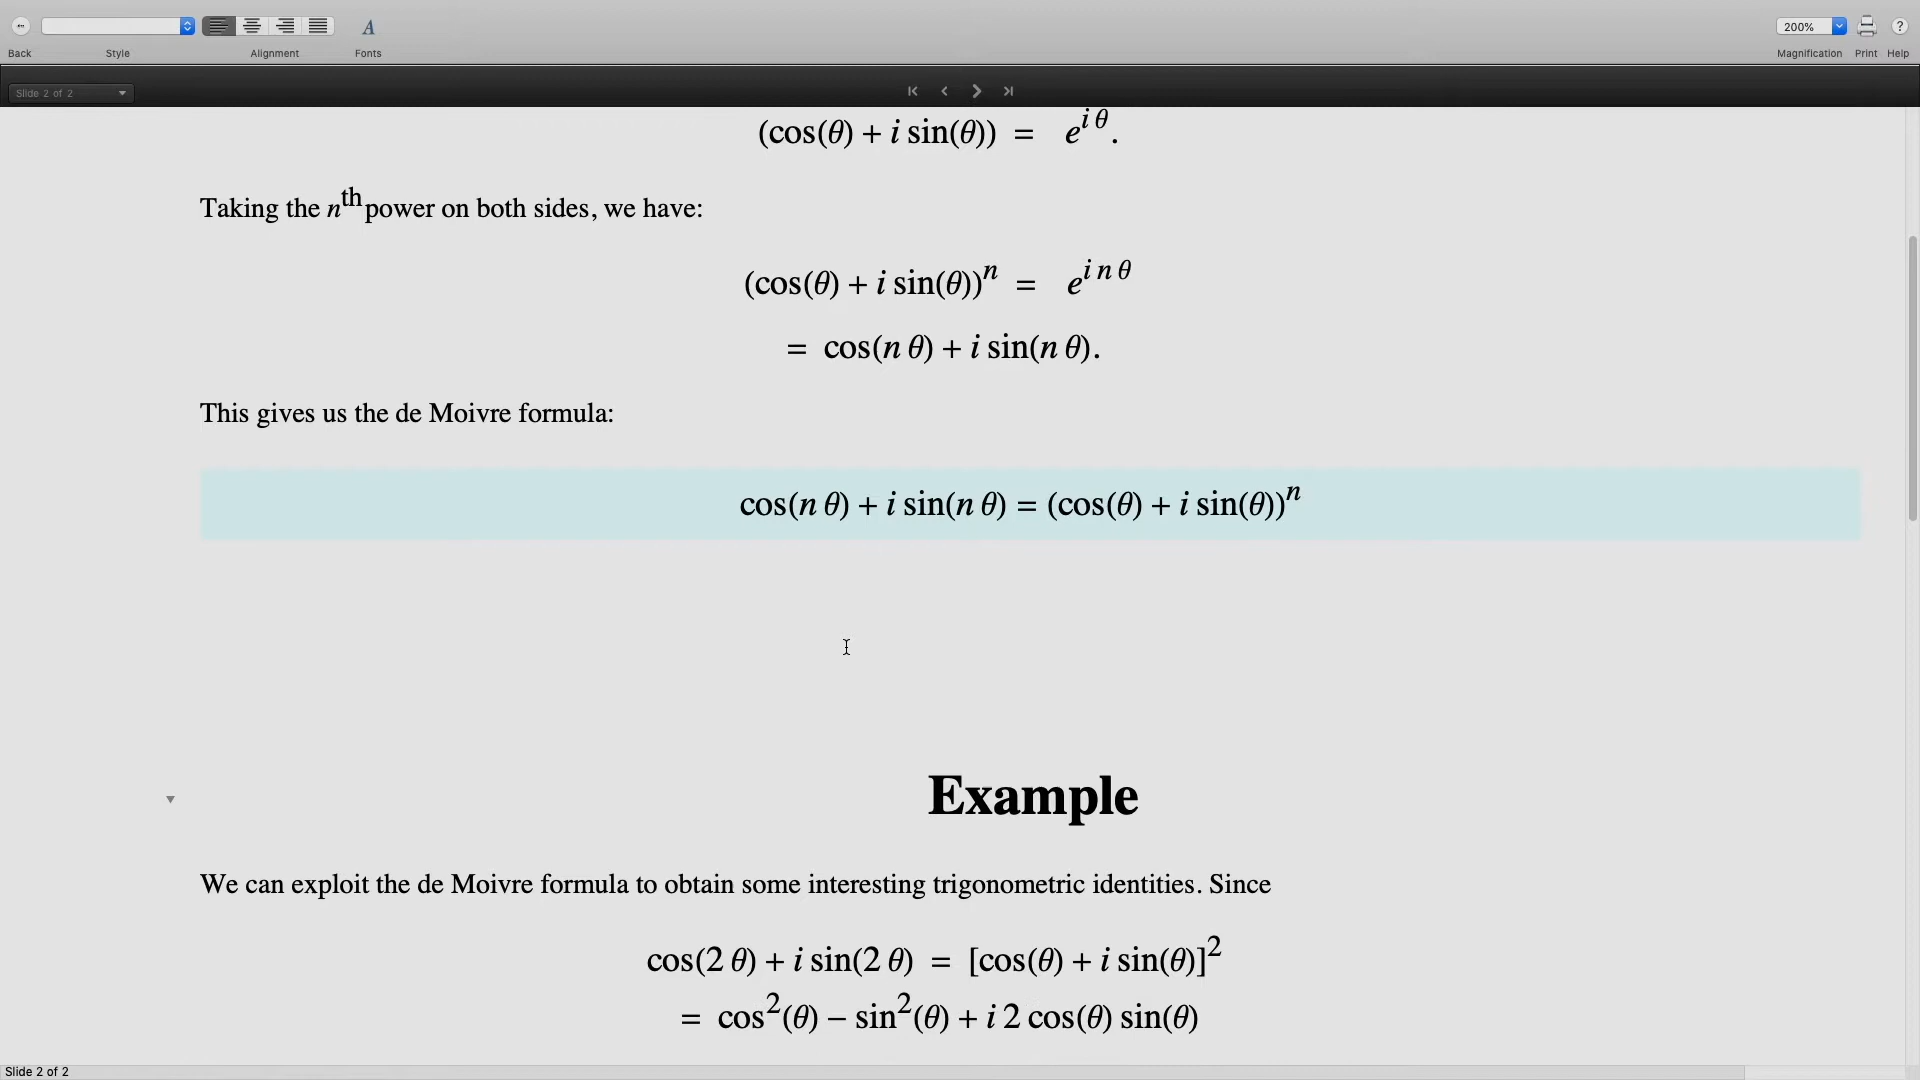 Back
Style
Alignment
A
Fonts
200%
Magnification
Print
?
Help
Slide 2 of 2
(cos(θ) + i sin(θ)) = e^{i θ}.
Taking the n^{th} power on both sides, we have:
(cos(θ) + i sin(θ))^n = e^{i n θ}
= cos(n θ) + i sin(n θ).
This gives us the de Moivre formula:
cos(n θ) + i sin(n θ) = (cos(θ) + i sin(θ))^n
Example
We can exploit the de Moivre formula to obtain some interesting trigonometric identities. Since
cos(2 θ) + i sin(2 θ) = [cos(θ) + i sin(θ)]^2
= cos^2(θ) − sin^2(θ) + i 2 cos(θ) sin(θ)
Slide 2 of 2